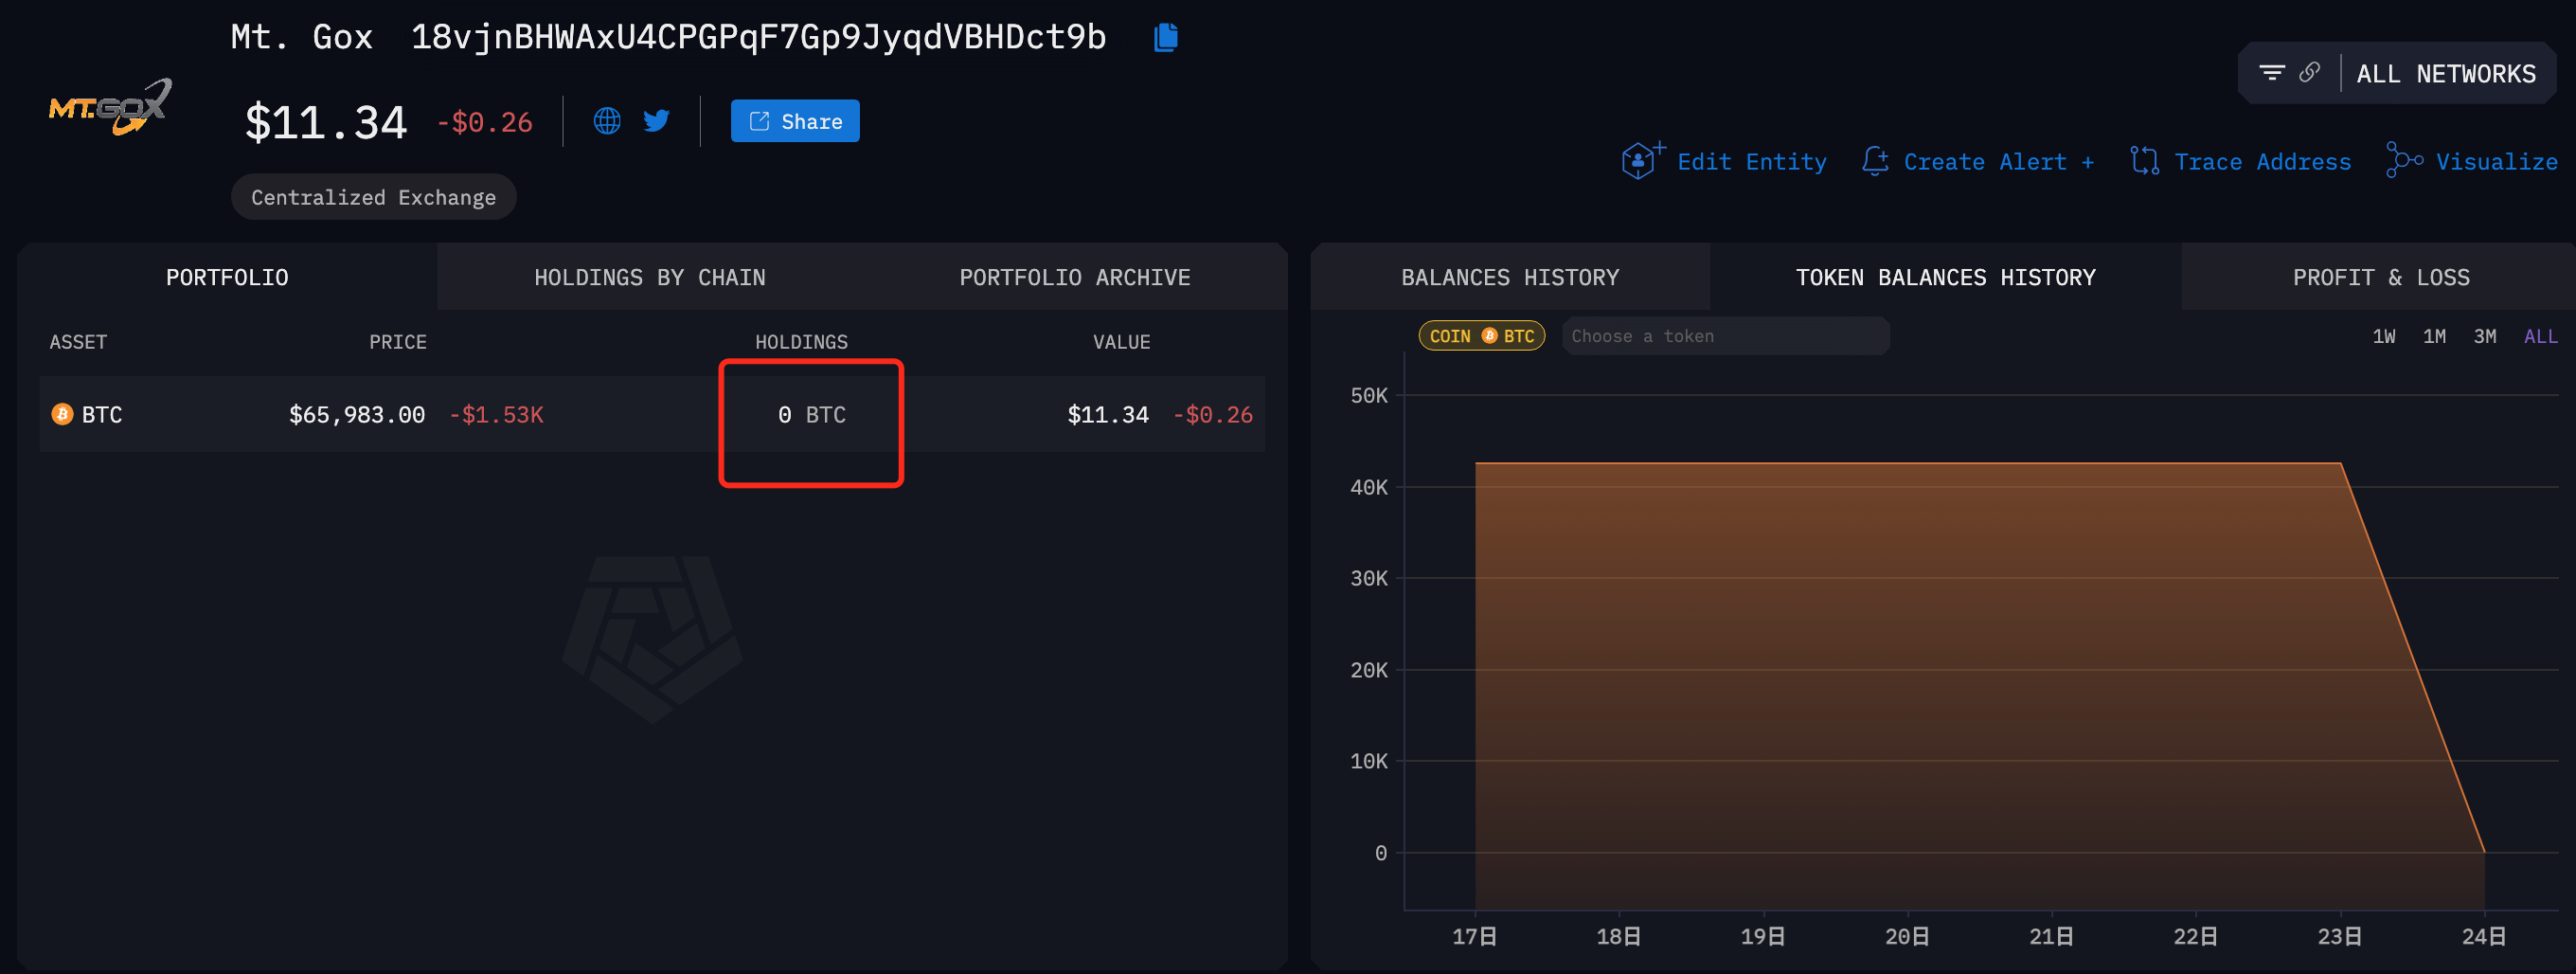 Mt. Gox 18vjnBHWAxU4CPGPqF7Gp9JyqdVBHDct9b
MT.GOX
$11.34 -$0.26 Share
Centralized Exchange
ALL NETWORKS
Edit Entity Create Alert + Trace Address Visualize
PORTFOLIO HOLDINGS BY CHAIN PORTFOLIO ARCHIVE
ASSET PRICE HOLDINGS VALUE
BTC $65,983.00 -$1.53K 0 BTC $11.34 -$0.26
BALANCES HISTORY TOKEN BALANCES HISTORY PROFIT & LOSS
COIN BTC Choose a token 1W 1M 3M ALL
50K
40K
30K
20K
10K
0
17日 18日 19日 20日 21日 22日 23日 24日